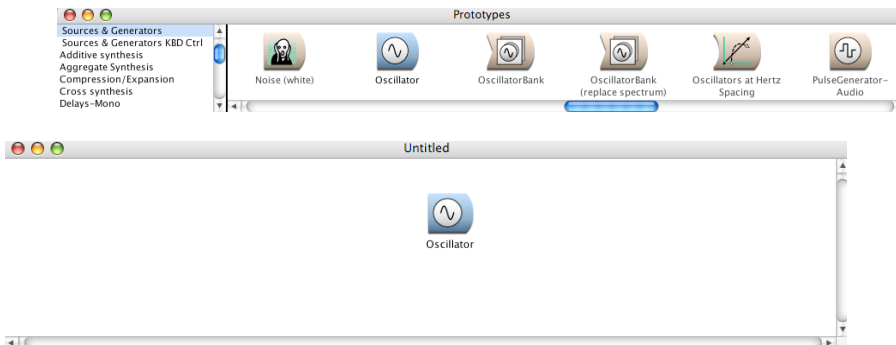 Prototypes
Sources & Generators
Sources & Generators KBD Ctrl
Additive synthesis
Aggregate Synthesis
Compression/Expansion
Cross synthesis
Delays-Mono
Noise (white)
Oscillator
OscillatorBank
OscillatorBank
(replace spectrum)
Oscillators at Hertz
Spacing
PulseGenerator-
Audio
Untitled
Oscillator